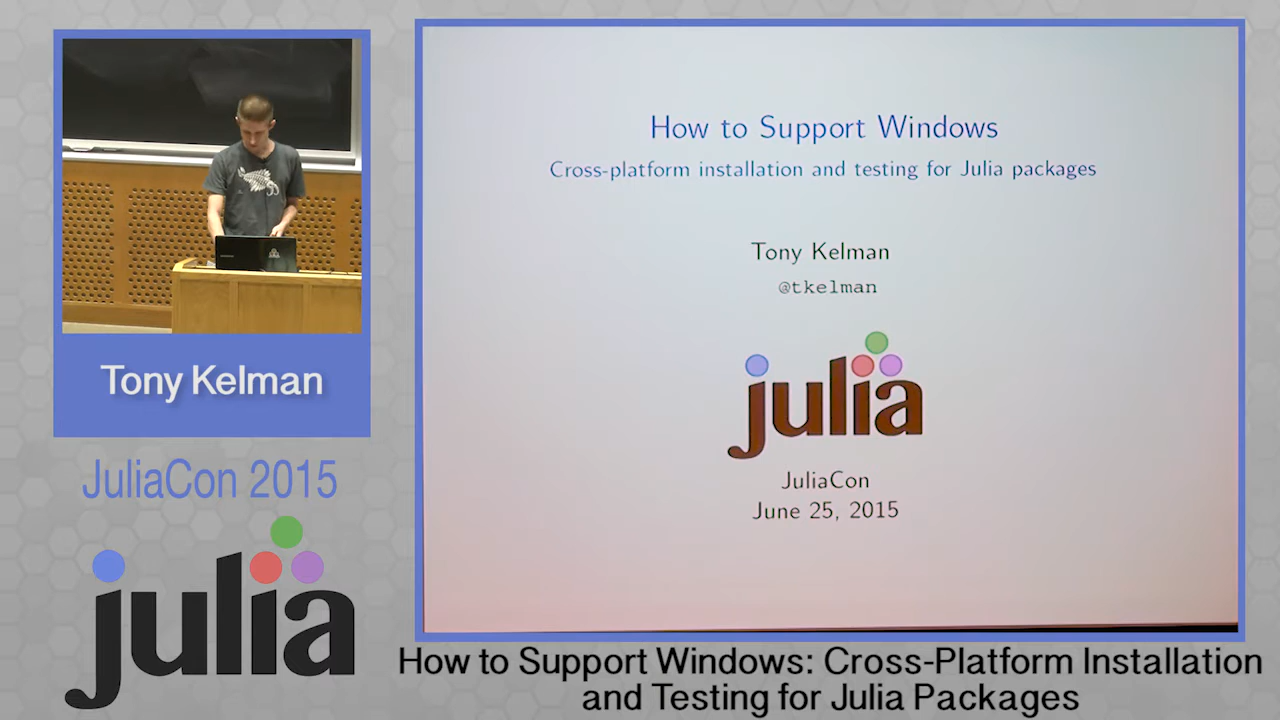 Tony Kelman
JuliaCon 2015
julia
How to Support Windows
Cross-platform installation and testing for Julia packages
Tony Kelman
@tkelman
julia
JuliaCon
June 25, 2015
How to Support Windows: Cross-Platform Installation
and Testing for Julia Packages